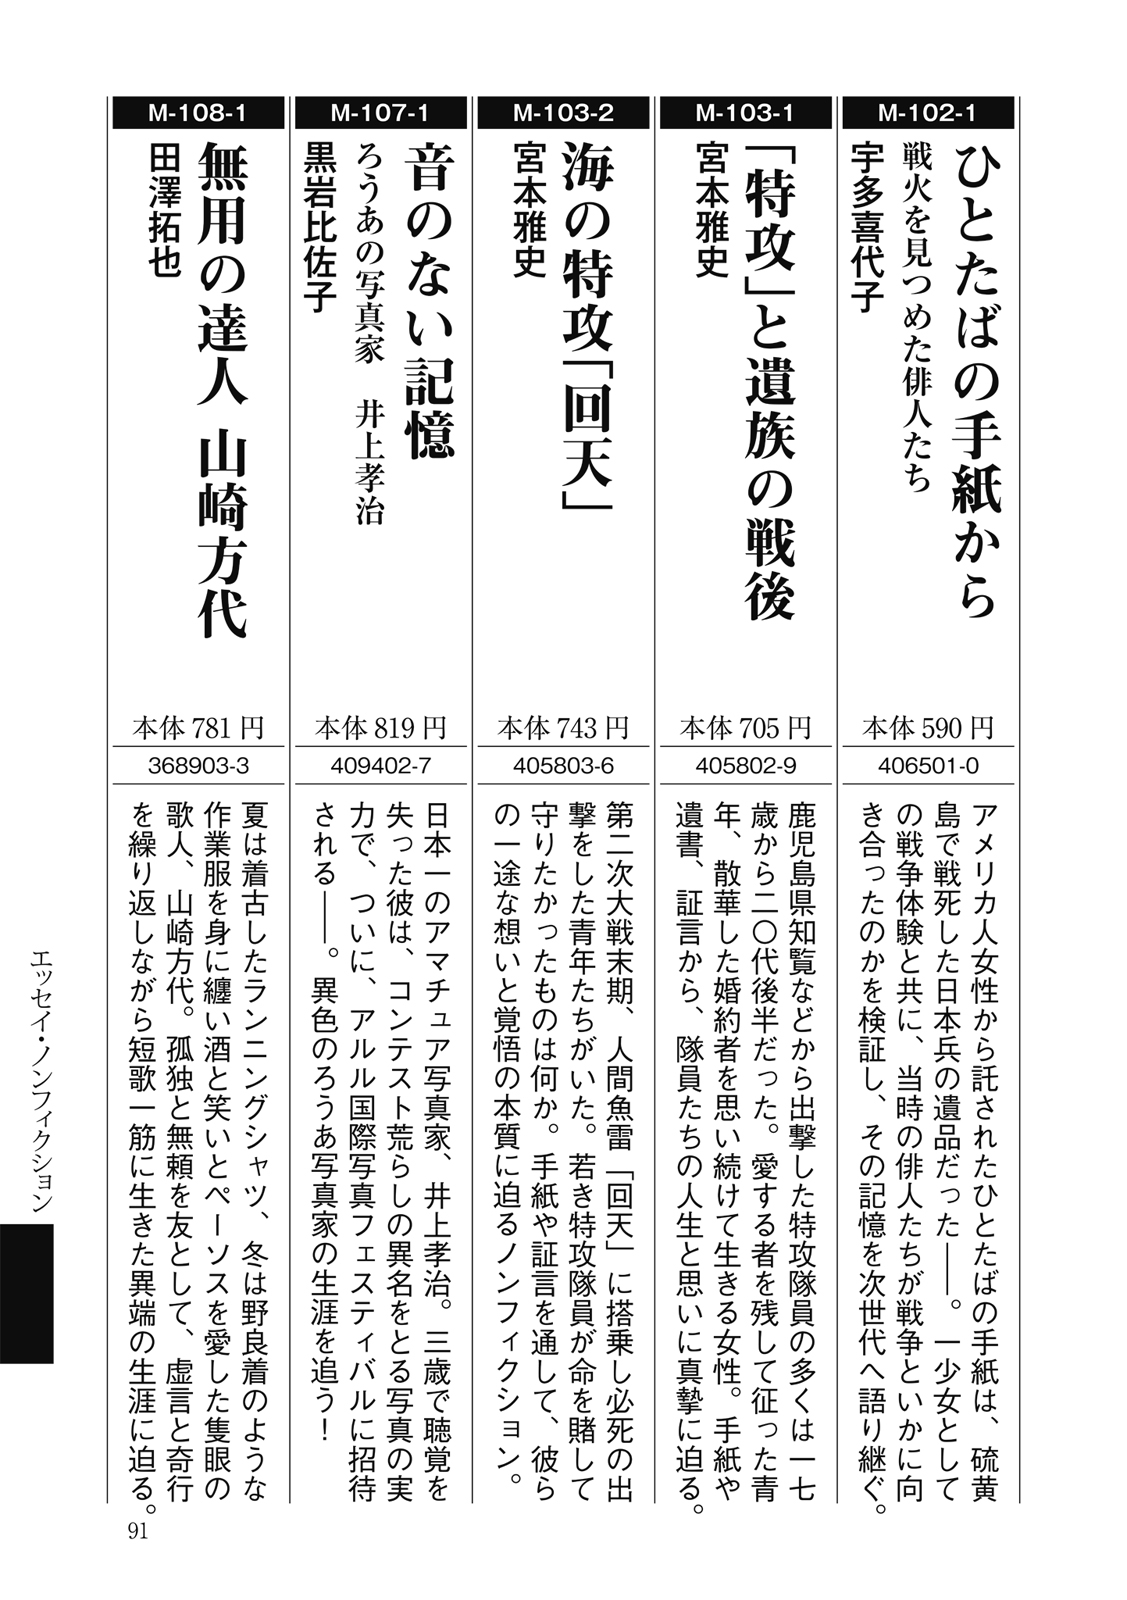 M-102-1
ひとたばの手紙から
戦火を見つめた俳人たち
宇多喜代子
本体 590 円
406501-0
アメリカ人女性から託されたひとたばの手紙は、硫黄
島で戦死した日本兵の遺品だった――。一少女として
の戦争体験と共に、当時の俳人たちが戦争といかに向
き合ったのかを検証し、その記憶を次世代へ語り継ぐ。
M-103-1
「特攻」と遺族の戦後
宮本雅史
本体 705 円
405802-9
鹿児島県知覧などから出撃した特攻隊員の多くは一七
歳から二〇代後半だった。愛する者を残して征った青
年、散華した婚約者を思い続けて生きる女性。手紙や
遺書、証言から、隊員たちの人生と思いに真摯に迫る。
M-103-2
海の特攻「回天」
宮本雅史
本体 743 円
405803-6
第二次大戦末期、人間魚雷「回天」に搭乗し必死の出
撃をした青年たちがいた。若き特攻隊員が命を賭して
守りたかったものは何か。手紙や証言を通して、彼ら
の一途な想いと覚悟の本質に迫るノンフィクション。
M-107-1
音のない記憶
ろうあの写真家　井上孝治
黒岩比佐子
本体 819 円
409402-7
日本一のアマチュア写真家、井上孝治。三歳で聴覚を
失った彼は、コンテスト荒らしの異名をとる写真の実
力で、ついに、アルル国際写真フェスティバルに招待
される――。異色のろうあ写真家の生涯を追う！
M-108-1
無用の達人 山崎方代
田澤拓也
本体 781 円
368903-3
夏は着古したランニングシャツ、冬は野良着のような
作業服を身に纏い酒と笑いとペーソスを愛した隻眼の
歌人、山崎方代。孤独と無頼を友として、虚言と奇行
を繰り返しながら短歌一筋に生きた異端の生涯に迫る。
エッセイ・ノンフィクション
91